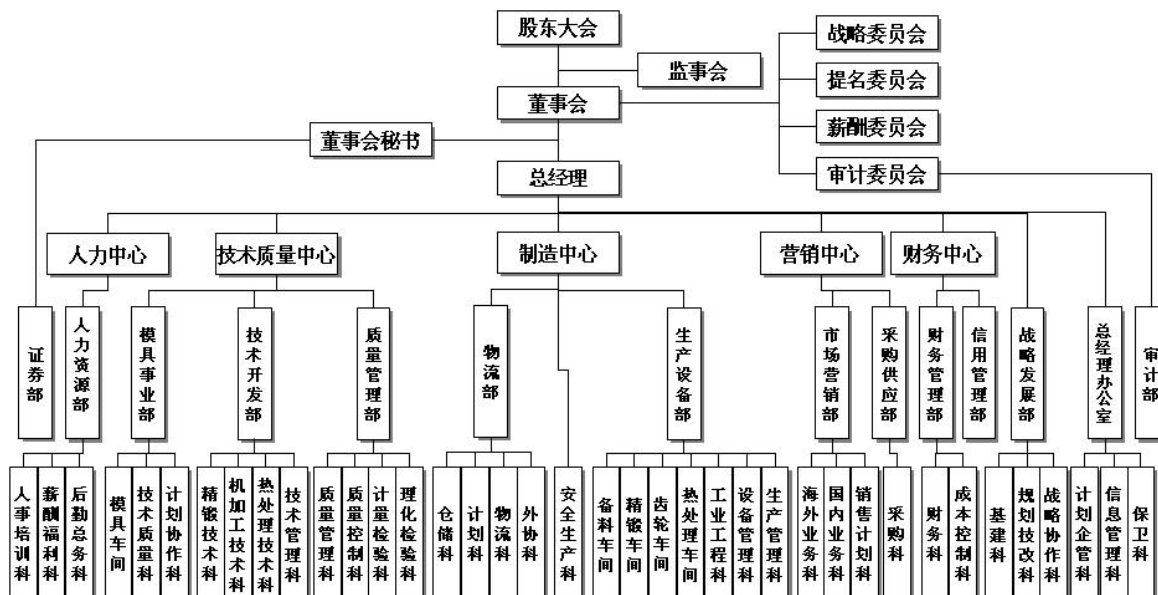 股东大会
战略委员会
监事会
提名委员会
董事会
薪酬委员会
董事会秘书
总经理
审计委员会
人力中心
技术质量中心
制造中心
营销中心
财务中心
证券部
人力资源部
模具事业部
技术开发部
质量管理部
物流部
生产设备部
市场营销部
采购供应部
财务管理部
信用管理部
战略发展部
总经理办公室
审计部
人事培训科
薪酬福利科
后勤总务科
模具车间
技术质量科
计划协作科
精锻技术科
机加工技术科
热处理技术科
技术管理科
质量管理科
质量控制科
计量检验科
理化检验科
仓储科
计划科
物流科
外协科
安全生产科
备料车间
精锻车间
齿轮车间
热处理车间
工业工程科
设备管理科
生产管理科
海外业务科
国内业务科
销售计划科
采购科
财务科
成本控制科
基建科
规划技改科
战略协作科
计划企管科
信息管理科
保卫科